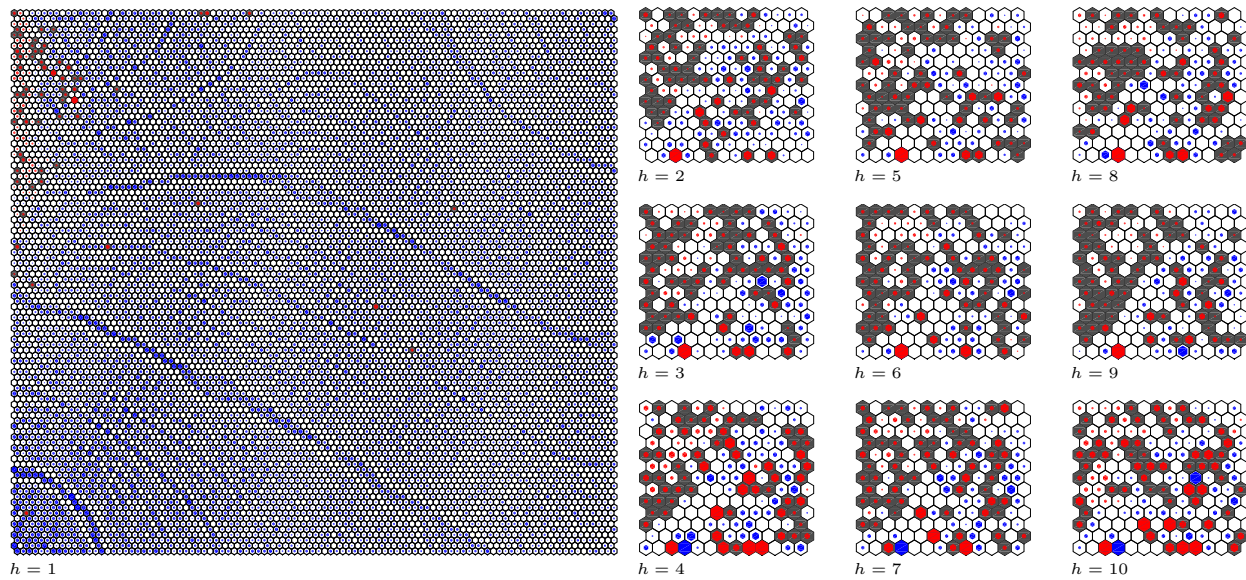 h = 2
h = 5
h = 8
h = 3
h = 6
h = 9
h = 1
h = 4
h = 7
h = 10